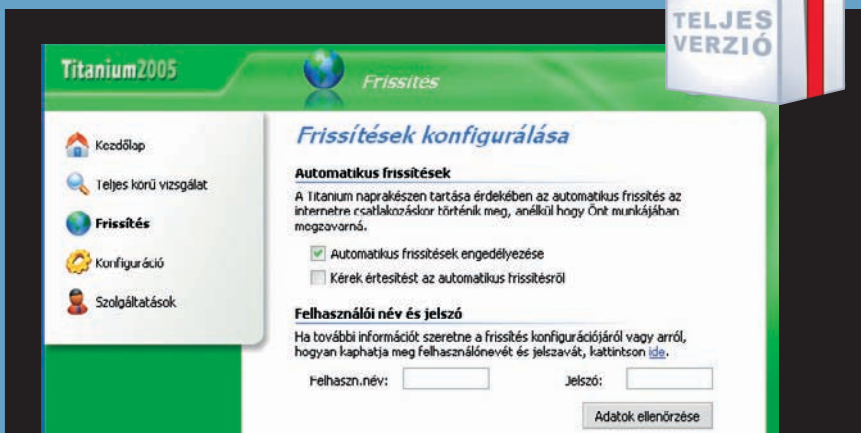 TELJES
VERZIÓ
Titanium2005
Frissítés
Kezdőlap
Teljes körű vizsgálat
Frissítés
Konfiguráció
Szolgáltatások
Frissítések konfigurálása
Automatikus frissítések
A Titanium naprakészen tartása érdekében az automatikus frissítés az
internetre csatlakozáskor történik meg, anélkül hogy Önt munkájában
megzavarná.
Automatikus frissítések engedélyezése
Kérek értesítést az automatikus frissítésről
Felhasználói név és jelszó
Ha további információt szeretne a frissítés konfigurációjáról vagy arról,
hogyan kaphatja meg felhasználónevét és jelszavát, kattintson ide.
Felhaszn.név:
Jelszó:
Adatok ellenőrzése